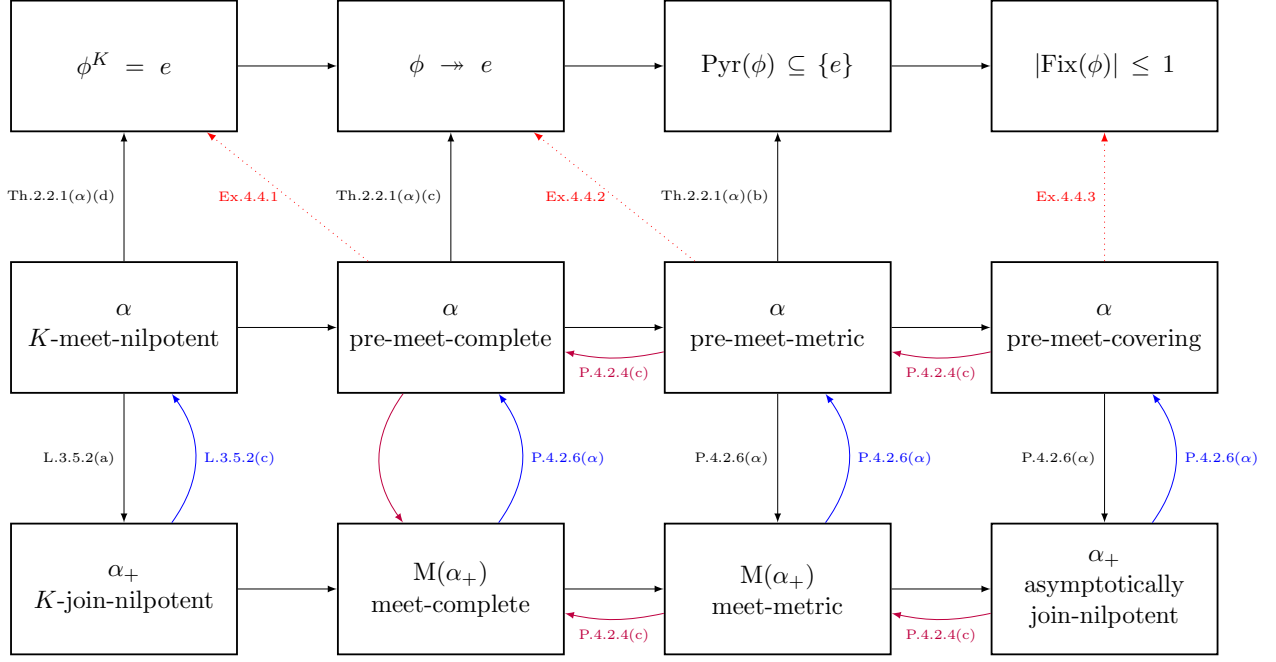 ϕ^K = e
ϕ ↠ e
Pyr(ϕ) ⊆ {e}
|Fix(ϕ)| ≤ 1
Th.2.2.1(α)(d)
Ex.4.4.1
Th.2.2.1(α)(c)
Ex.4.4.2
Th.2.2.1(α)(b)
Ex.4.4.3
α
K-meet-nilpotent
α
pre-meet-complete
α
pre-meet-metric
α
pre-meet-covering
P.4.2.4(c)
P.4.2.4(c)
L.3.5.2(a)
L.3.5.2(c)
P.4.2.6(α)
P.4.2.6(α)
P.4.2.6(α)
P.4.2.6(α)
P.4.2.6(α)
α₊
K-join-nilpotent
M(α₊)
meet-complete
M(α₊)
meet-metric
α₊
asymptotically
join-nilpotent
P.4.2.4(c)
P.4.2.4(c)